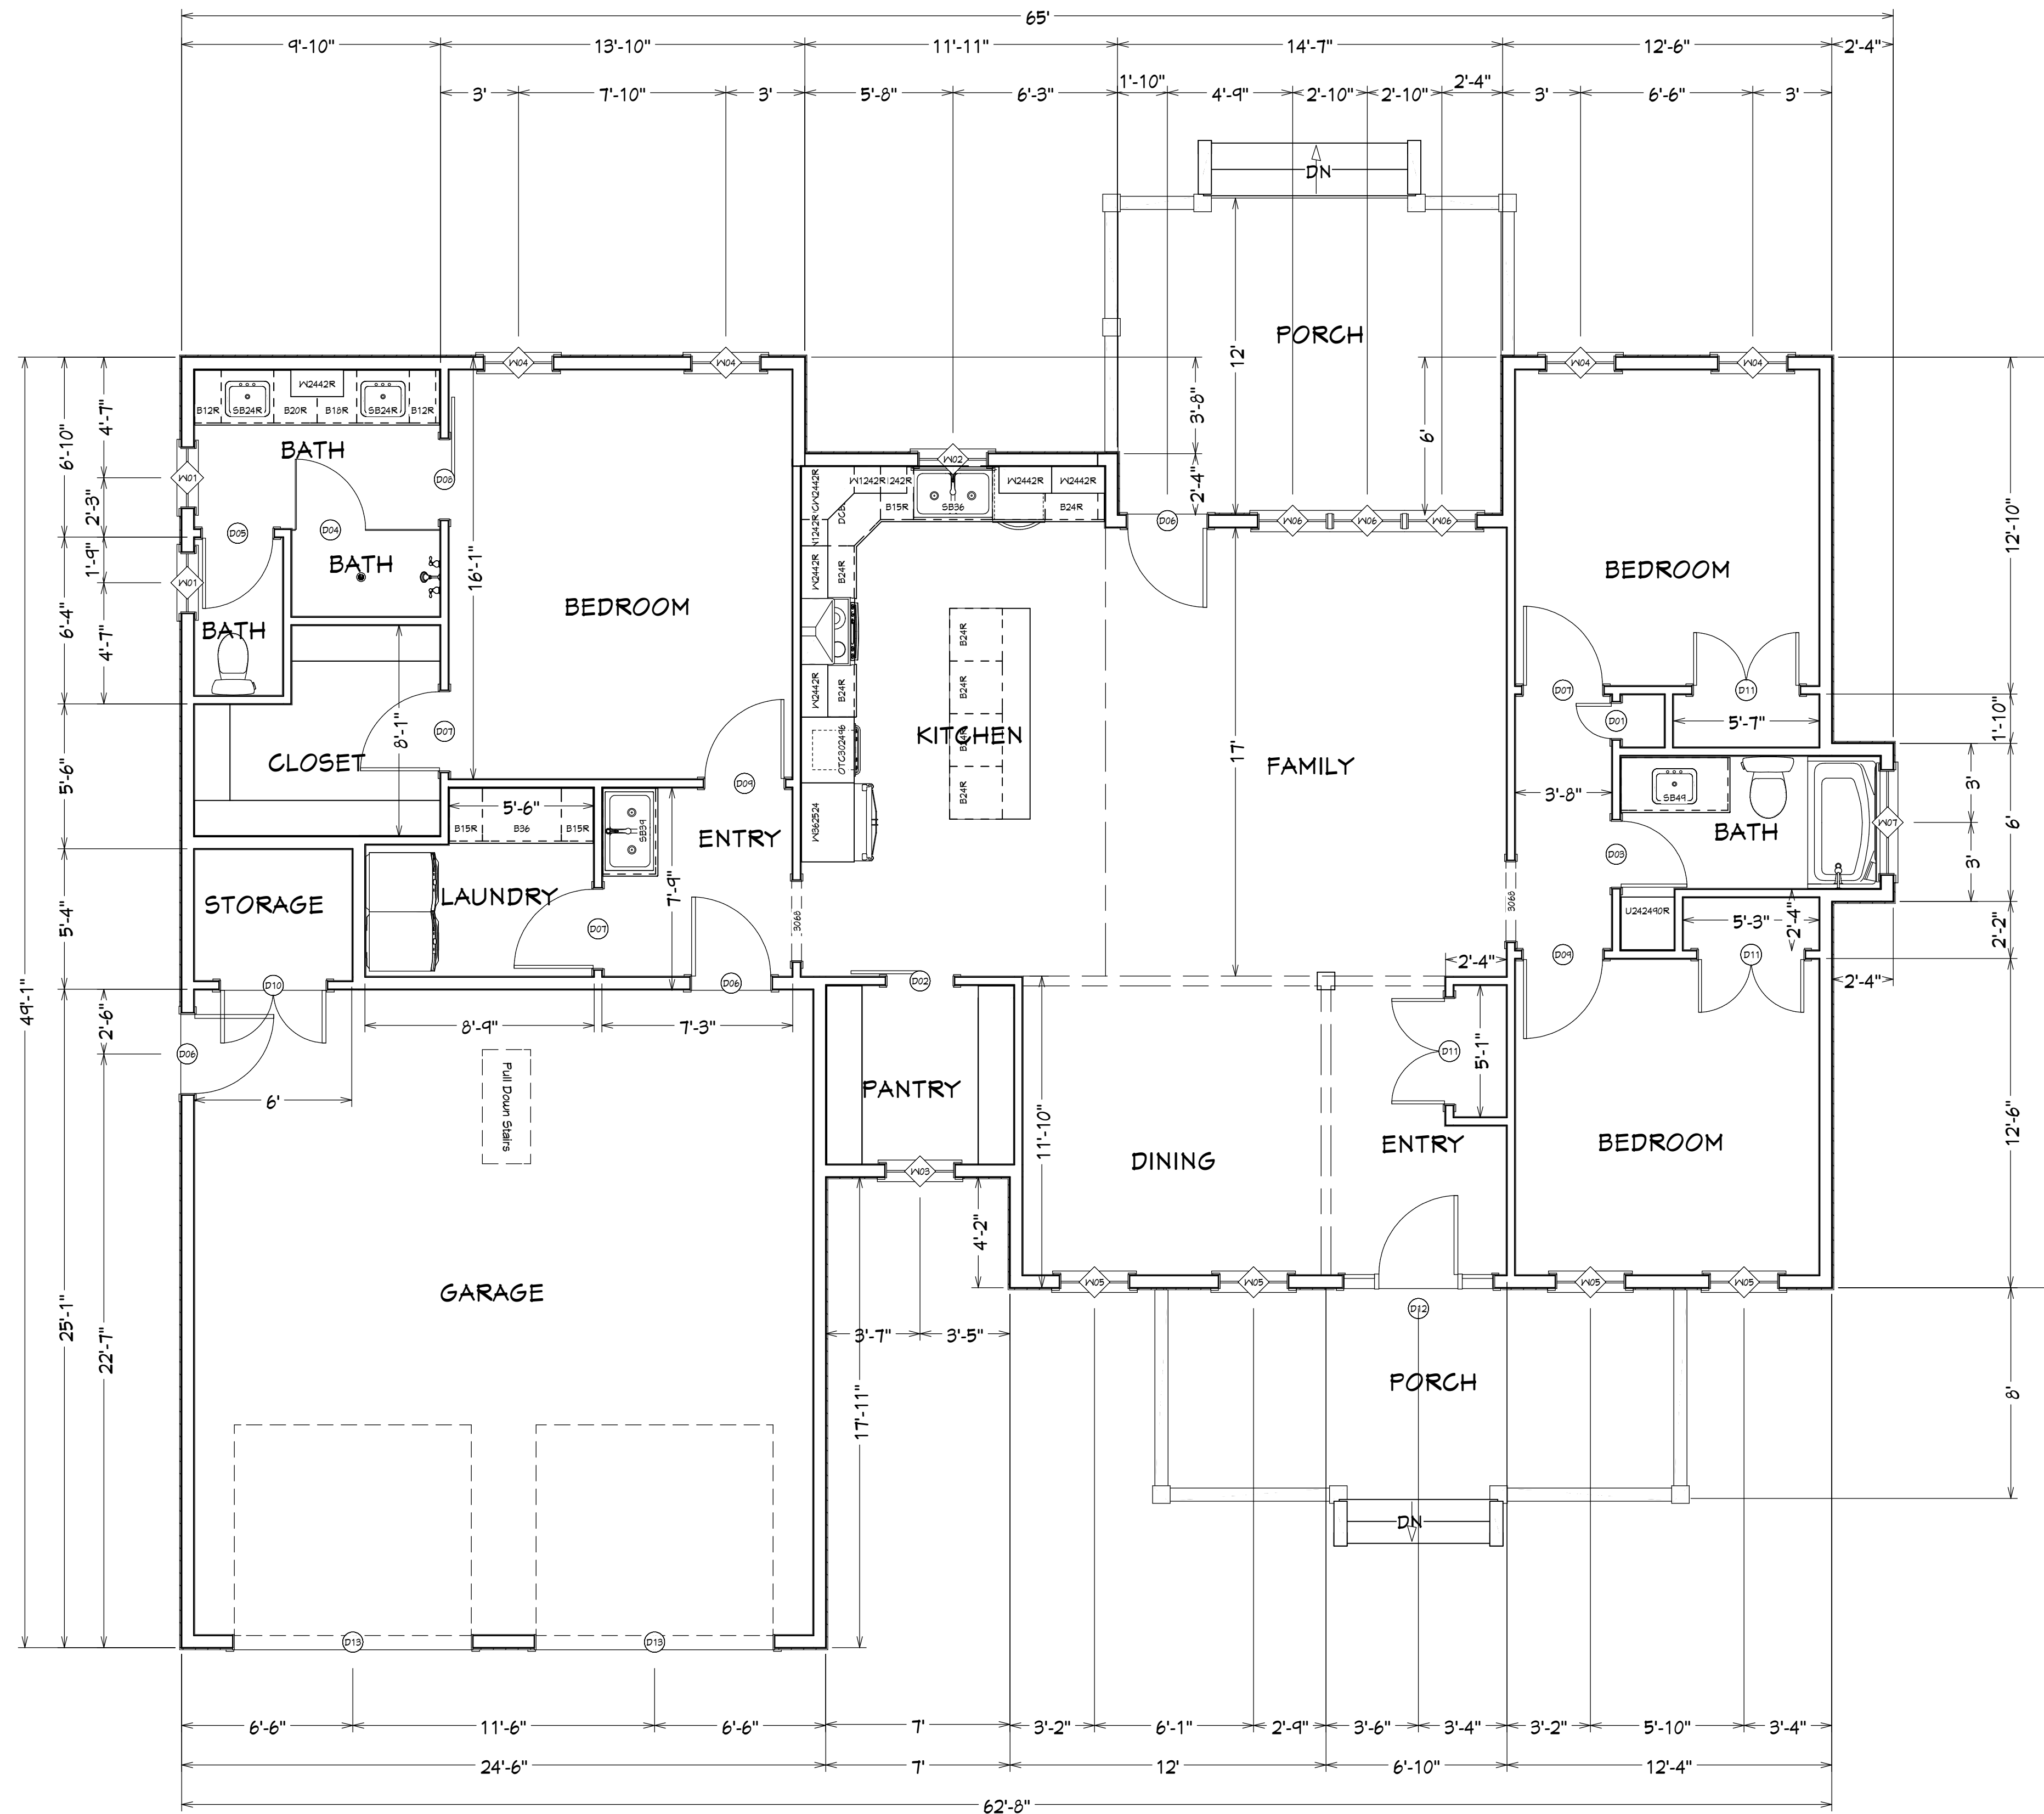 65'
9'-10" 13'-10" 11'-11" 14'-7" 12'-6" 2'-4"
3' 7'-10" 3' 5'-8" 6'-3" 1'-10" 4'-9" 2'-10" 2'-10" 2'-4" 3' 6'-6" 3'
DN
PORCH
12'
W04 W04 W04 W04
W2442R
B12R SB24R B20R B18R SB24R B12R
3'-8"
6'
4'-7"
6'-10"
BATH
W02
W01
D08
2'-4"
W2442R
W1242R
W2442R W2442R
B15R SB36 B24R
2'-3"
D05 D04
D06 W06 W06 W06
12'-10"
1'-9"
BATH
W01
16'-1"
W2442R B24R
BEDROOM
BEDROOM
6'-4"
4'-7"
BATH
B24R
W2442R B24R
B24R
D07 D11
D01
5'-7"
1'-10"
D07
8'-1"
KITCHEN
B24R
OTC302496
CLOSET
FAMILY
17'
5'-6"
D09
B24R
3'-8"
3'
SB49
5'-6"
B15R B36 B15R
SB39
W362524
ENTRY
BATH
W07
6'
D03
3'
STORAGE
LAUNDRY
7'-9"
5'-4"
3068
3068
U242490R
5'-3"
2'-4"
2'-2"
D07
D09 D11
2'-4"
2'-4"
D10 D06 D02
49'-1"
2'-6"
8'-9" 7'-3"
D06
D11
5'-1"
6'
Pull Down Stairs
PANTRY
11'-10"
DINING
ENTRY
BEDROOM
12'-6"
W03
4'-2"
GARAGE
W05 W05 W05 W05
D12
25'-1"
22'-7"
3'-7" 3'-5"
PORCH
8'
17'-11"
DN
D13 D13
6'-6" 11'-6" 6'-6" 7' 3'-2" 6'-1" 2'-9" 3'-6" 3'-4" 3'-2" 5'-10" 3'-4"
24'-6" 7' 12' 6'-10" 12'-4"
62'-8"